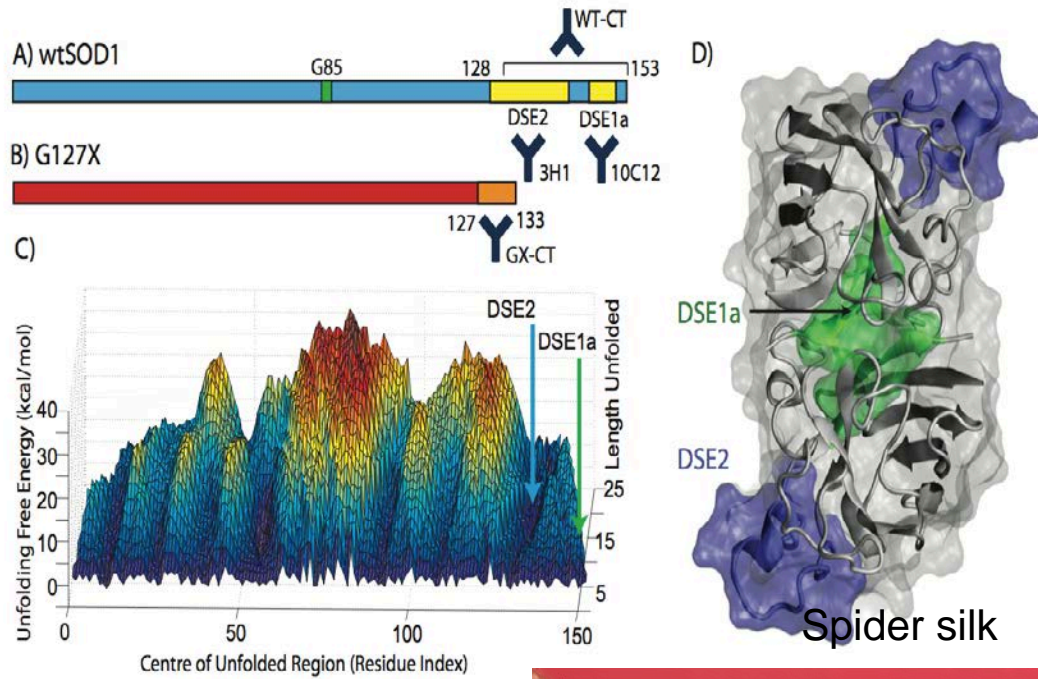 WT-CT
A) wtSOD1
G85
128
153
DSE2
DSE1a
3H1
10C12
B) G127X
127
133
GX-CT
C)
DSE2
DSE1a
Unfolding Free Energy (kcal/mol)
40
30
20
10
0
Length Unfolded
25
15
5
0
50
100
150
Centre of Unfolded Region (Residue Index)
D)
DSE1a
DSE2
Spider silk